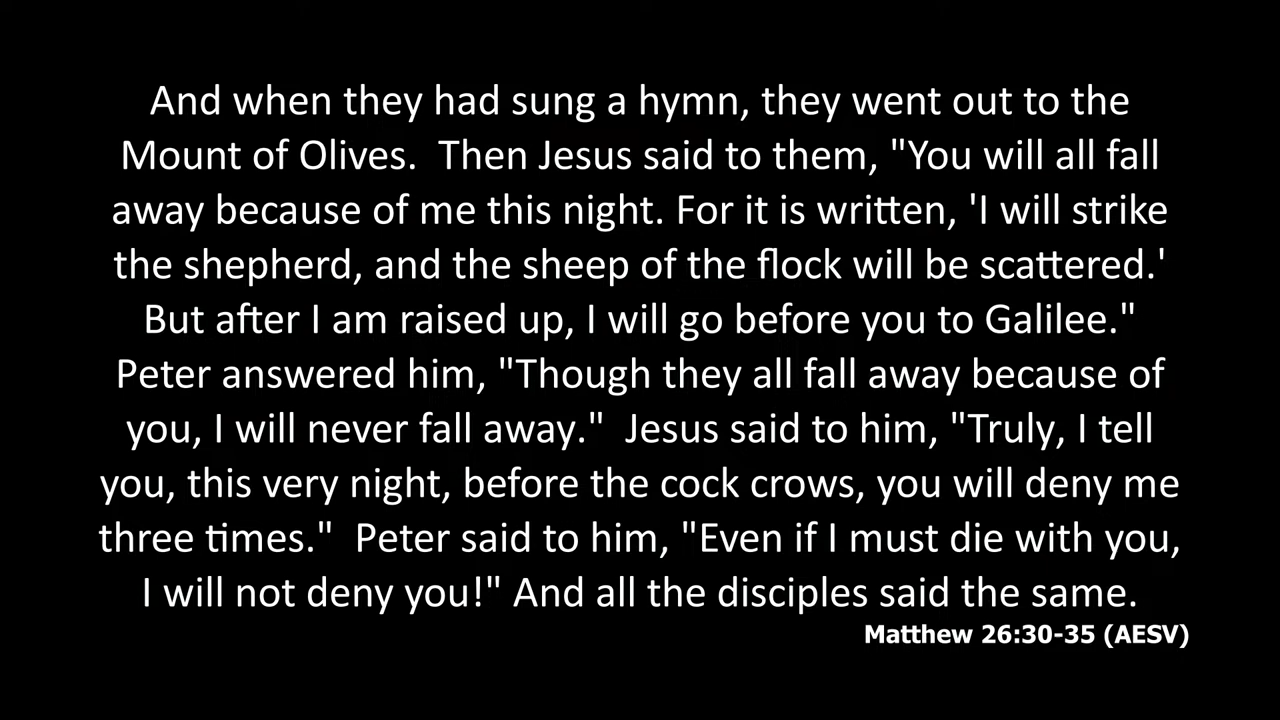 And when they had sung a hymn, they went out to the
Mount of Olives.  Then Jesus said to them, "You will all fall
away because of me this night. For it is written, 'I will strike
the shepherd, and the sheep of the flock will be scattered.'
But after I am raised up, I will go before you to Galilee."
Peter answered him, "Though they all fall away because of
you, I will never fall away."  Jesus said to him, "Truly, I tell
you, this very night, before the cock crows, you will deny me
three times."  Peter said to him, "Even if I must die with you,
I will not deny you!" And all the disciples said the same.
Matthew 26:30-35 (AESV)